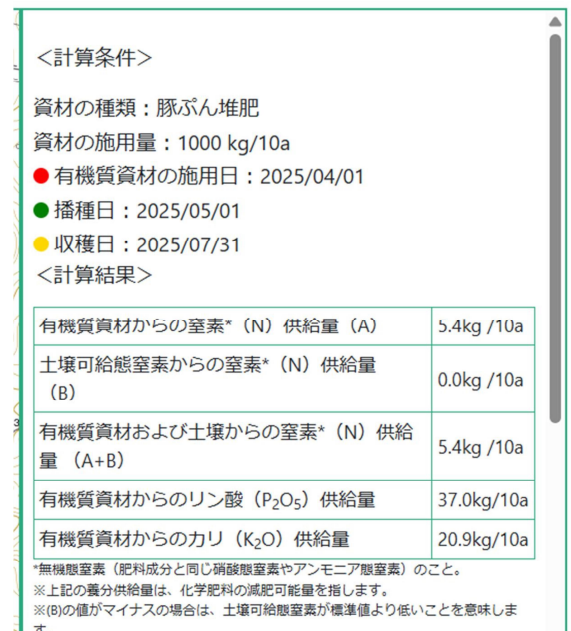 ＜計算条件＞
資材の種類：豚ぷん堆肥
資材の施用量：1000 kg/10a
有機質資材の施用日：2025/04/01
播種日：2025/05/01
収穫日：2025/07/31
＜計算結果＞
有機質資材からの窒素*（N）供給量（A） 5.4kg /10a
土壌可給態窒素からの窒素*（N）供給量
（B） 0.0kg /10a
有機質資材および土壌からの窒素*（N）供給
量 （A+B） 5.4kg /10a
有機質資材からのリン酸（P₂O₅）供給量 37.0kg/10a
有機質資材からのカリ（K₂O）供給量 20.9kg/10a
*無機態窒素（肥料成分と同じ硝酸態窒素やアンモニア態窒素）のこと。
※上記の養分供給量は、化学肥料の減肥可能量を指します。
※(B)の値がマイナスの場合は、土壌可給態窒素が標準値より低いことを意味しま
す。